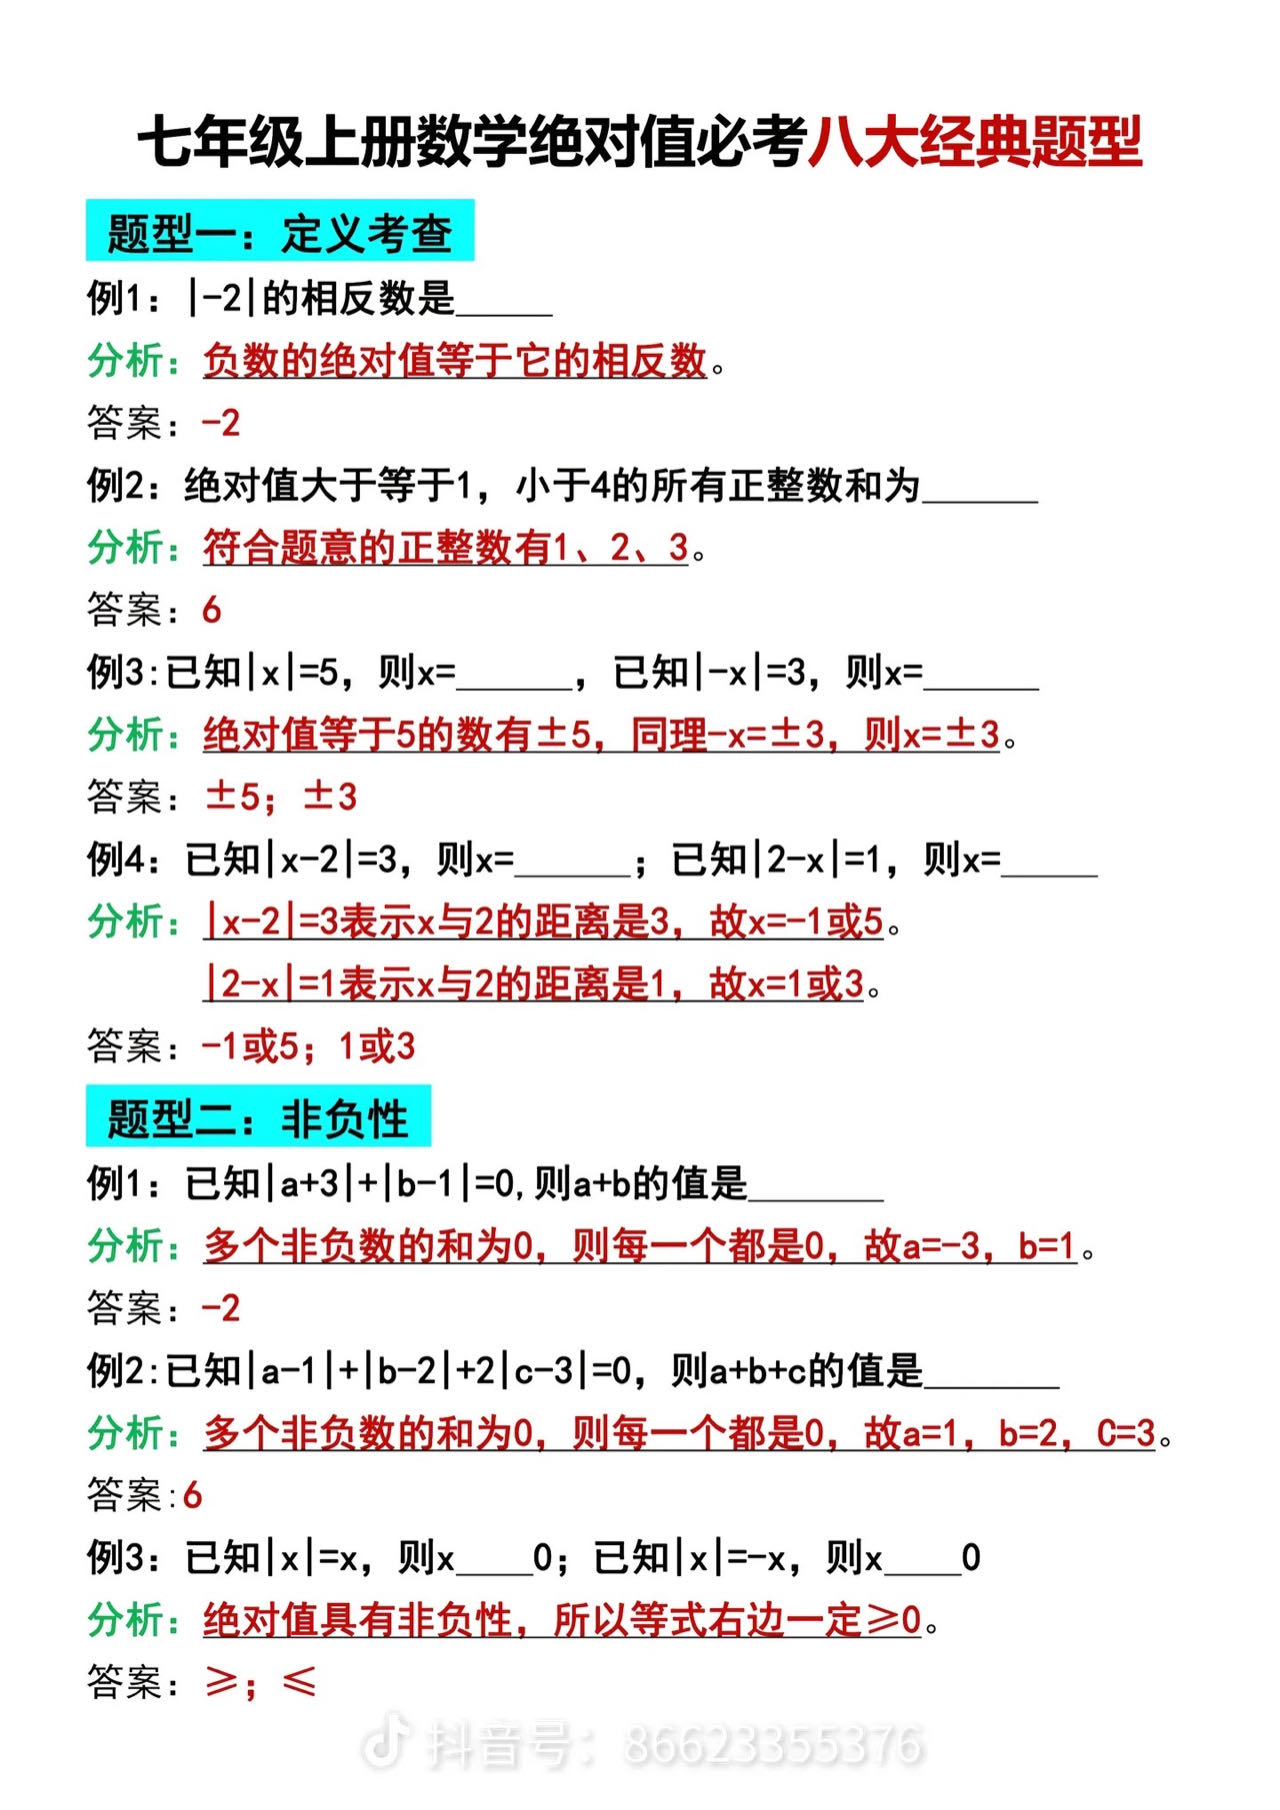 七年级上册数学绝对值必考八大经典题型
题型一：定义考查
例1：|-2|的相反数是_____
分析：负数的绝对值等于它的相反数。
答案：-2
例2：绝对值大于等于1，小于4的所有正整数和为______
分析：符合题意的正整数有1、2、3。
答案：6
例3:已知|x|=5，则x=______，已知|-x|=3，则x=______
分析：绝对值等于5的数有±5，同理-x=±3，则x=±3。
答案：±5；±3
例4：已知|x-2|=3，则x=______；已知|2-x|=1，则x=_____
分析：|x-2|=3表示x与2的距离是3，故x=-1或5。
|2-x|=1表示x与2的距离是1，故x=1或3。
答案：-1或5；1或3
题型二：非负性
例1：已知|a+3|+|b-1|=0,则a+b的值是_______
分析：多个非负数的和为0，则每一个都是0，故a=-3，b=1。
答案：-2
例2:已知|a-1|+|b-2|+2|c-3|=0，则a+b+c的值是_______
分析：多个非负数的和为0，则每一个都是0，故a=1，b=2，C=3。
答案:6
例3：已知|x|=x，则x____0；已知|x|=-x，则x____0
分析：绝对值具有非负性，所以等式右边一定≥0。
答案：≥；≤
抖音号：86623355376